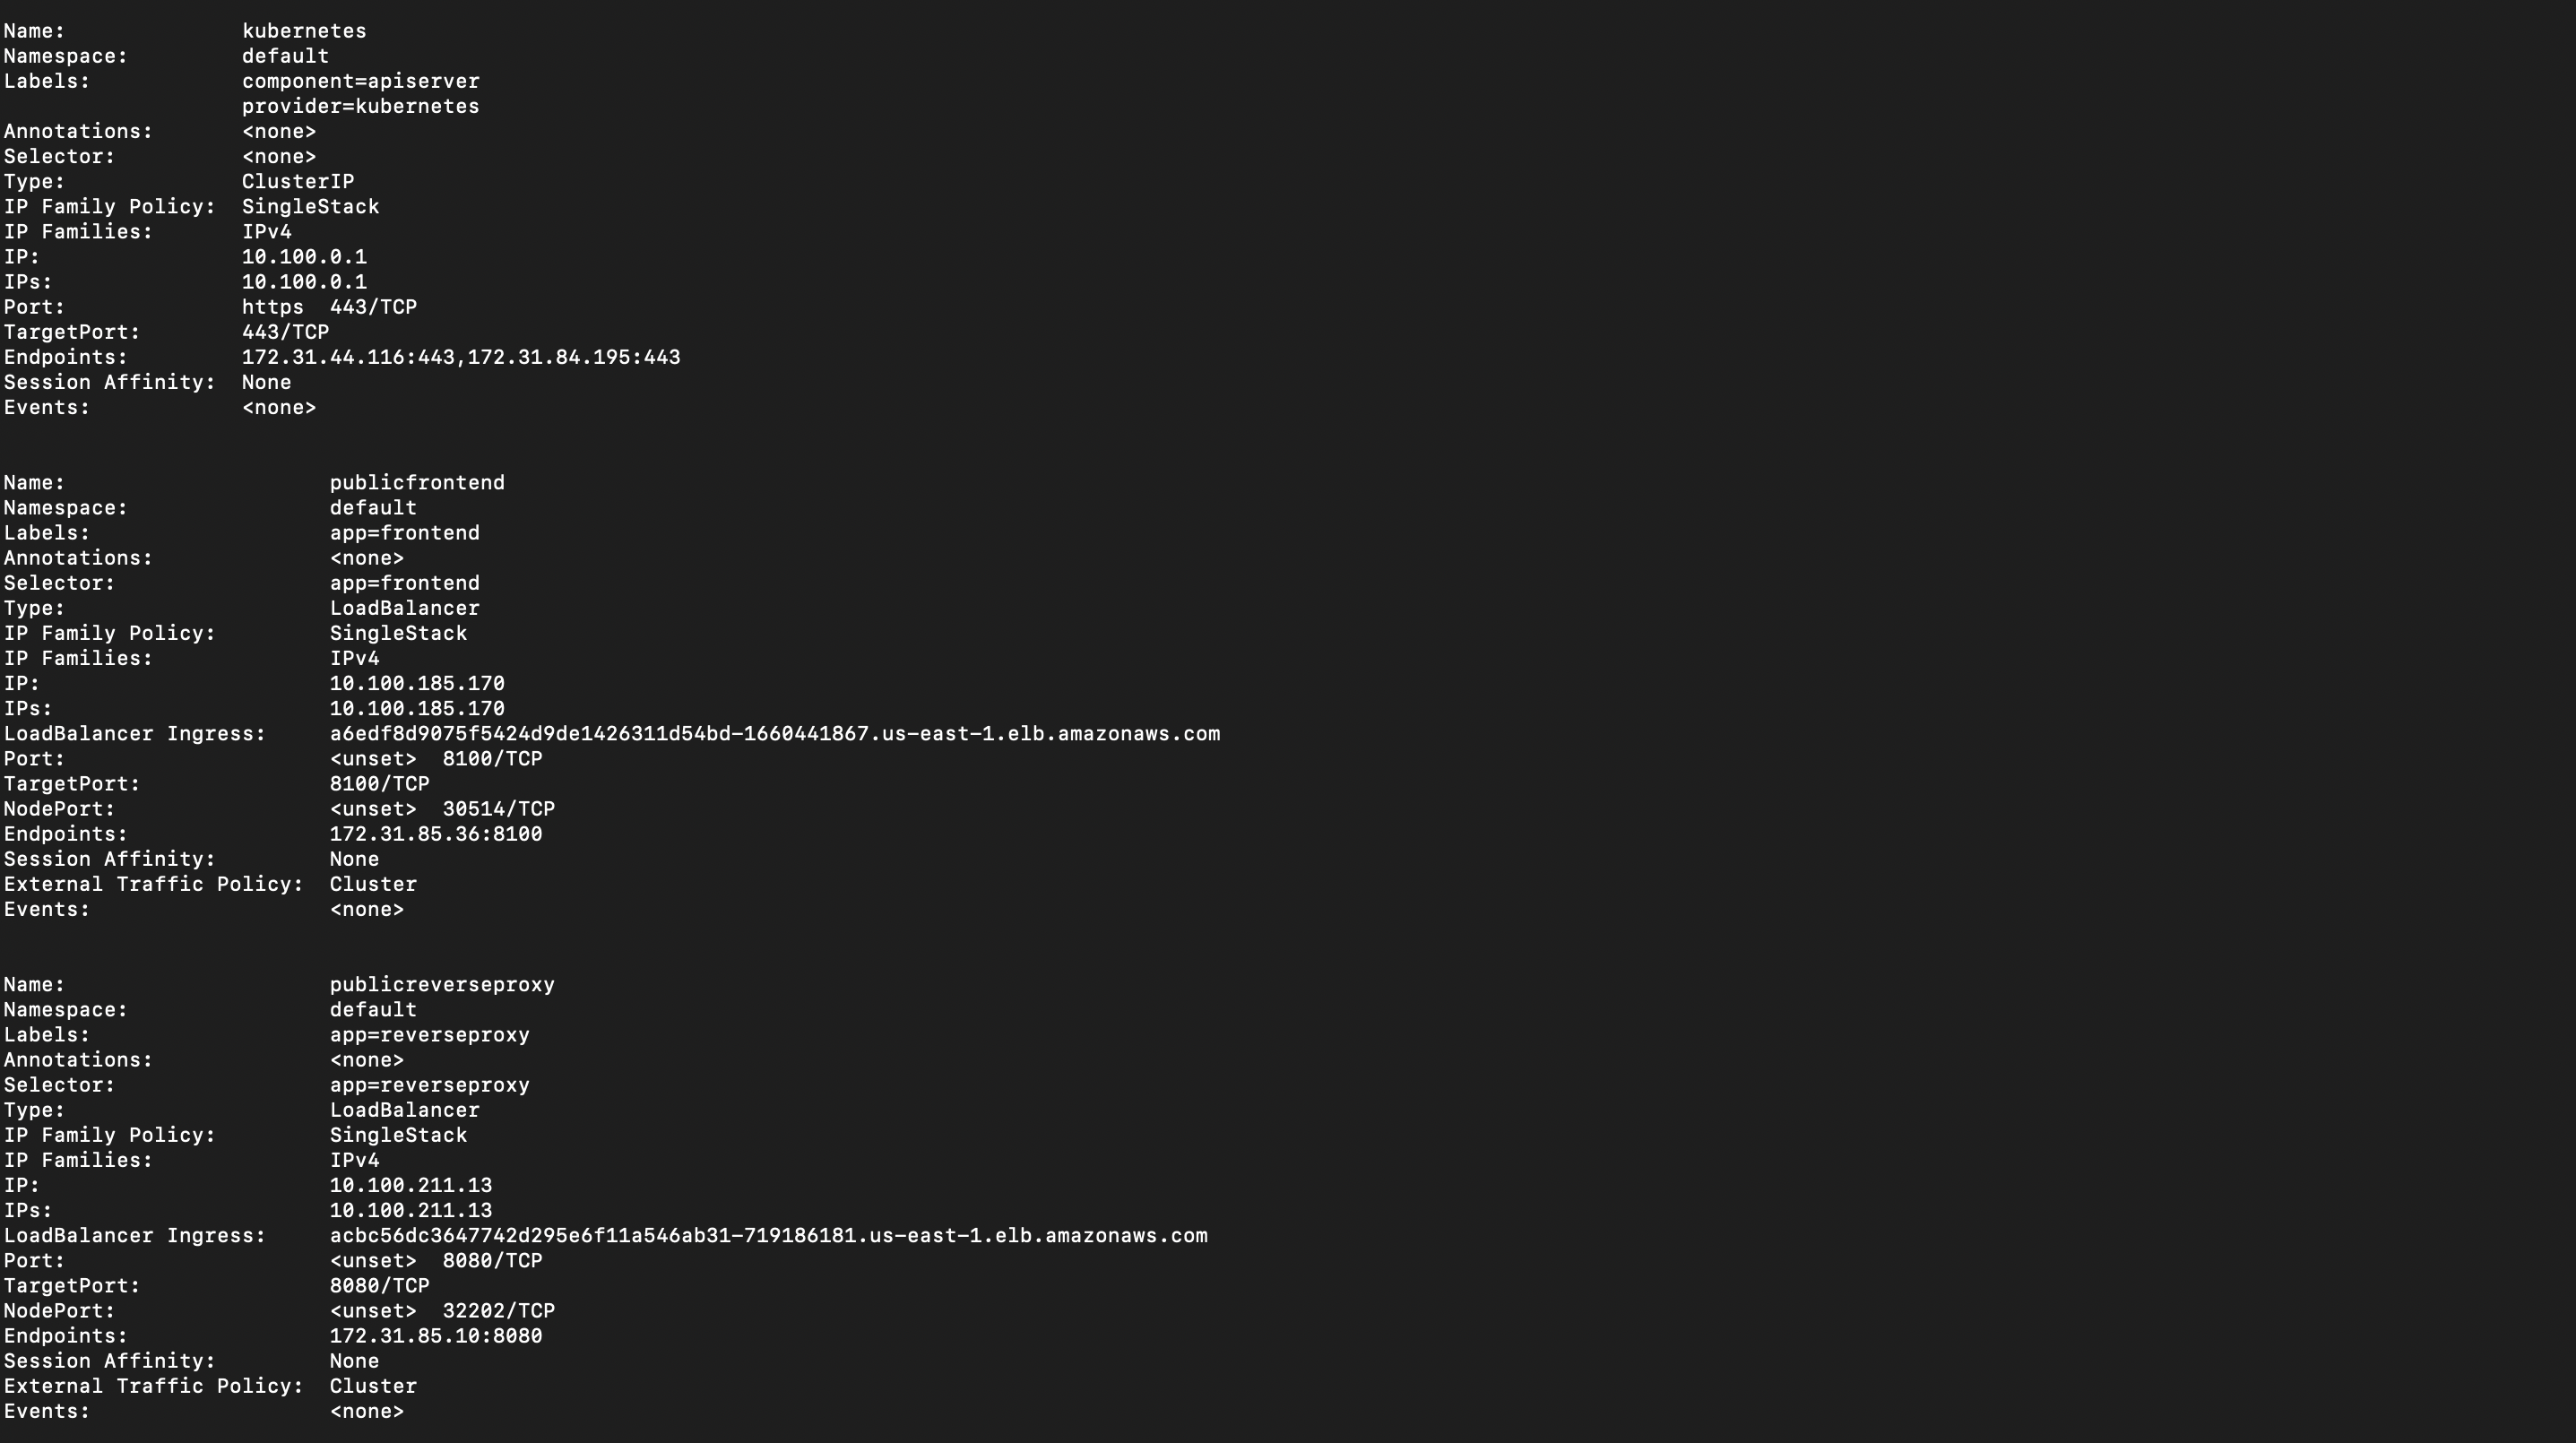 Name:              kubernetes
Namespace:         default
Labels:            component=apiserver
                   provider=kubernetes
Annotations:       <none>
Selector:          <none>
Type:              ClusterIP
IP Family Policy:  SingleStack
IP Families:       IPv4
IP:                10.100.0.1
IPs:               10.100.0.1
Port:              https  443/TCP
TargetPort:        443/TCP
Endpoints:         172.31.44.116:443,172.31.84.195:443
Session Affinity:  None
Events:            <none>

Name:                     publicfrontend
Namespace:                default
Labels:                   app=frontend
Annotations:              <none>
Selector:                 app=frontend
Type:                     LoadBalancer
IP Family Policy:         SingleStack
IP Families:              IPv4
IP:                       10.100.185.170
IPs:                      10.100.185.170
LoadBalancer Ingress:     a6edf8d9075f5424d9de1426311d54bd-1660441867.us-east-1.elb.amazonaws.com
Port:                     <unset>  8100/TCP
TargetPort:               8100/TCP
NodePort:                 <unset>  30514/TCP
Endpoints:                172.31.85.36:8100
Session Affinity:         None
External Traffic Policy:  Cluster
Events:                   <none>

Name:                     publicreverseproxy
Namespace:                default
Labels:                   app=reverseproxy
Annotations:              <none>
Selector:                 app=reverseproxy
Type:                     LoadBalancer
IP Family Policy:         SingleStack
IP Families:              IPv4
IP:                       10.100.211.13
IPs:                      10.100.211.13
LoadBalancer Ingress:     acbc56dc3647742d295e6f11a546ab31-719186181.us-east-1.elb.amazonaws.com
Port:                     <unset>  8080/TCP
TargetPort:               8080/TCP
NodePort:                 <unset>  32202/TCP
Endpoints:                172.31.85.10:8080
Session Affinity:         None
External Traffic Policy:  Cluster
Events:                   <none>